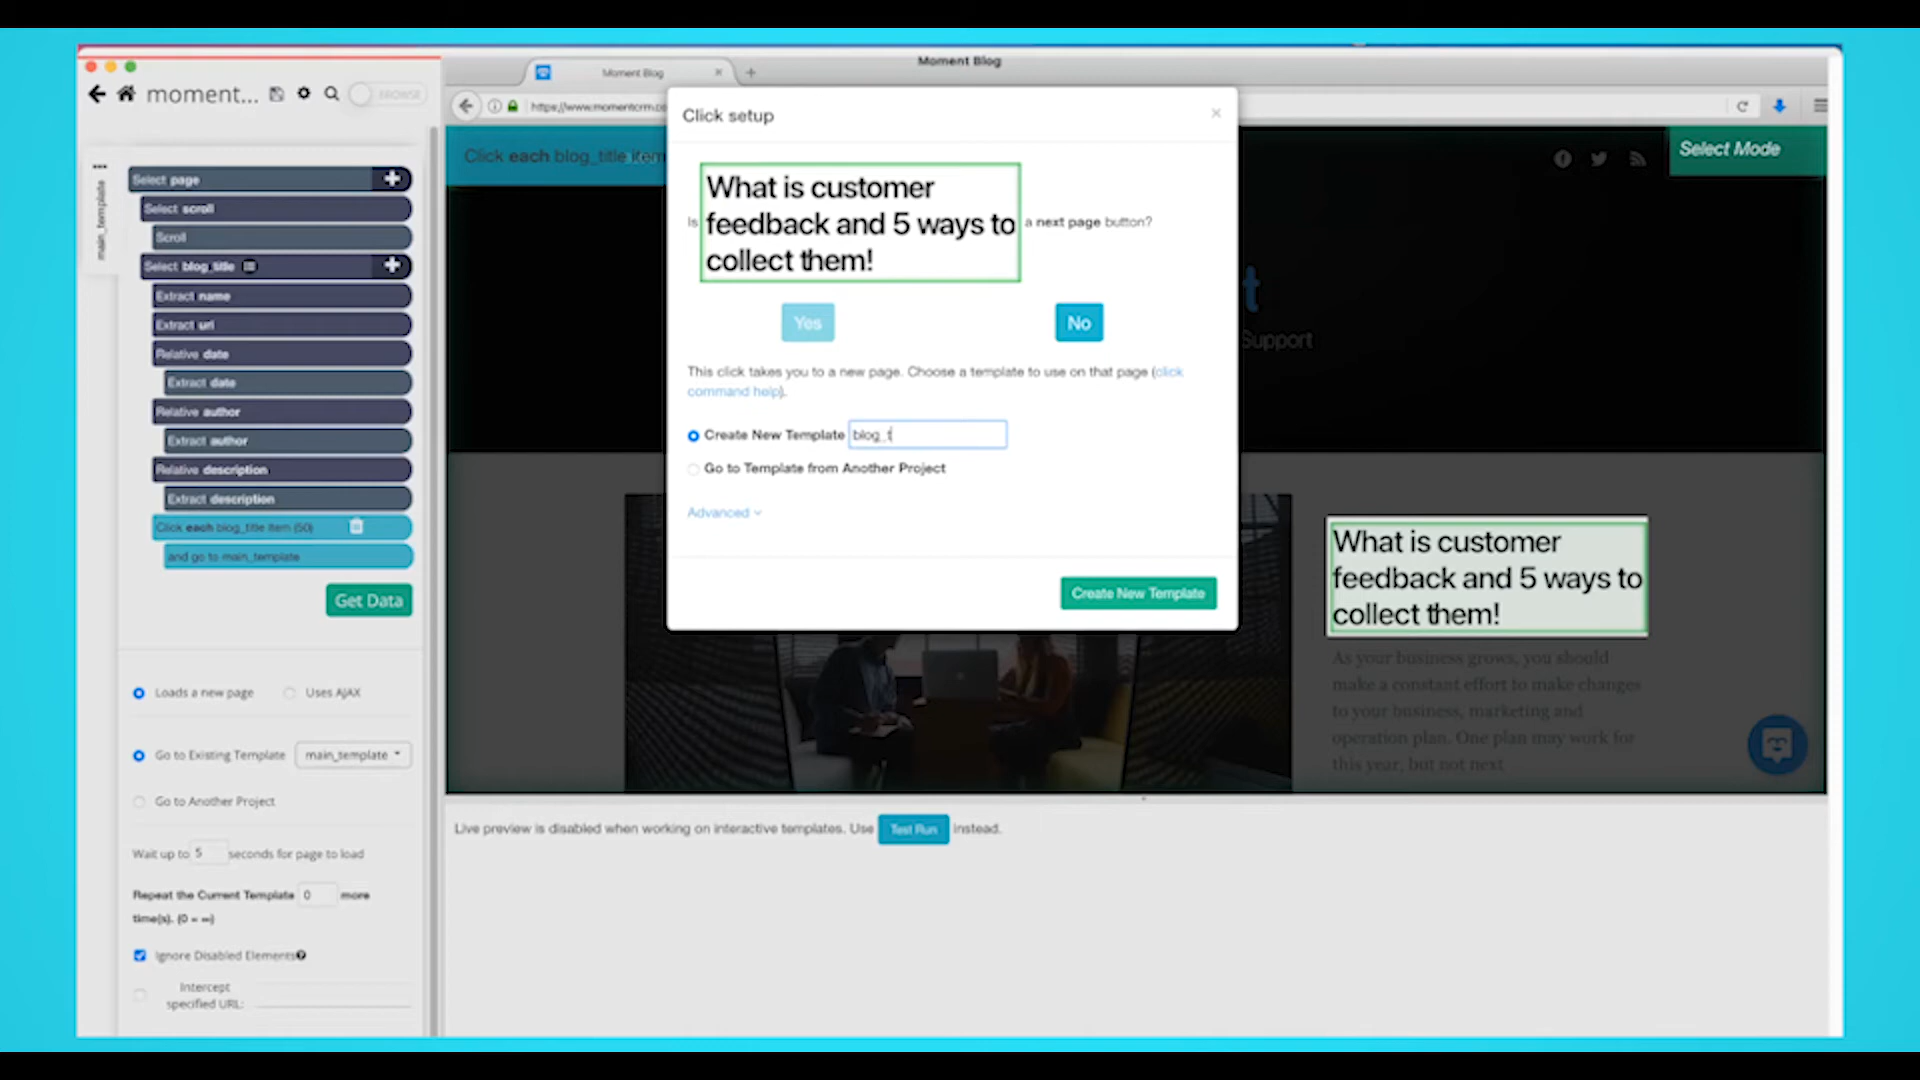 Moment Blog
moment...
BROWSE
Moment Blog
https://www.momentcrm.co
Click each blog_title item
Select Mode
main_template
Select page
Select scroll
Scroll
Select blog_title
Extract name
Extract url
Relative date
Extract date
Relative author
Extract author
Relative description
Extract description
Click each blog_title item (50)
and go to main_template
Get Data
Loads a new page
Uses AJAX
Go to Existing Template
main_template
Go to Another Project
Wait up to 5 seconds for page to load
Repeat the Current Template 0 more
time(s). (0 = ∞)
Ignore Disabled Elements
Intercept
specified URL:
Click setup
×
Is
What is customer
feedback and 5 ways to
collect them!
a next page button?
Yes
No
This click takes you to a new page. Choose a template to use on that page (click
command help).
Create New Template blog_t
Go to Template from Another Project
Advanced
Create New Template
t
Support
What is customer
feedback and 5 ways to
collect them!
As your business grows, you should
make a constant effort to make changes
to your business, marketing and
operation plan. One plan may work for
this year, but not next
Live preview is disabled when working on interactive templates. Use Test Run instead.